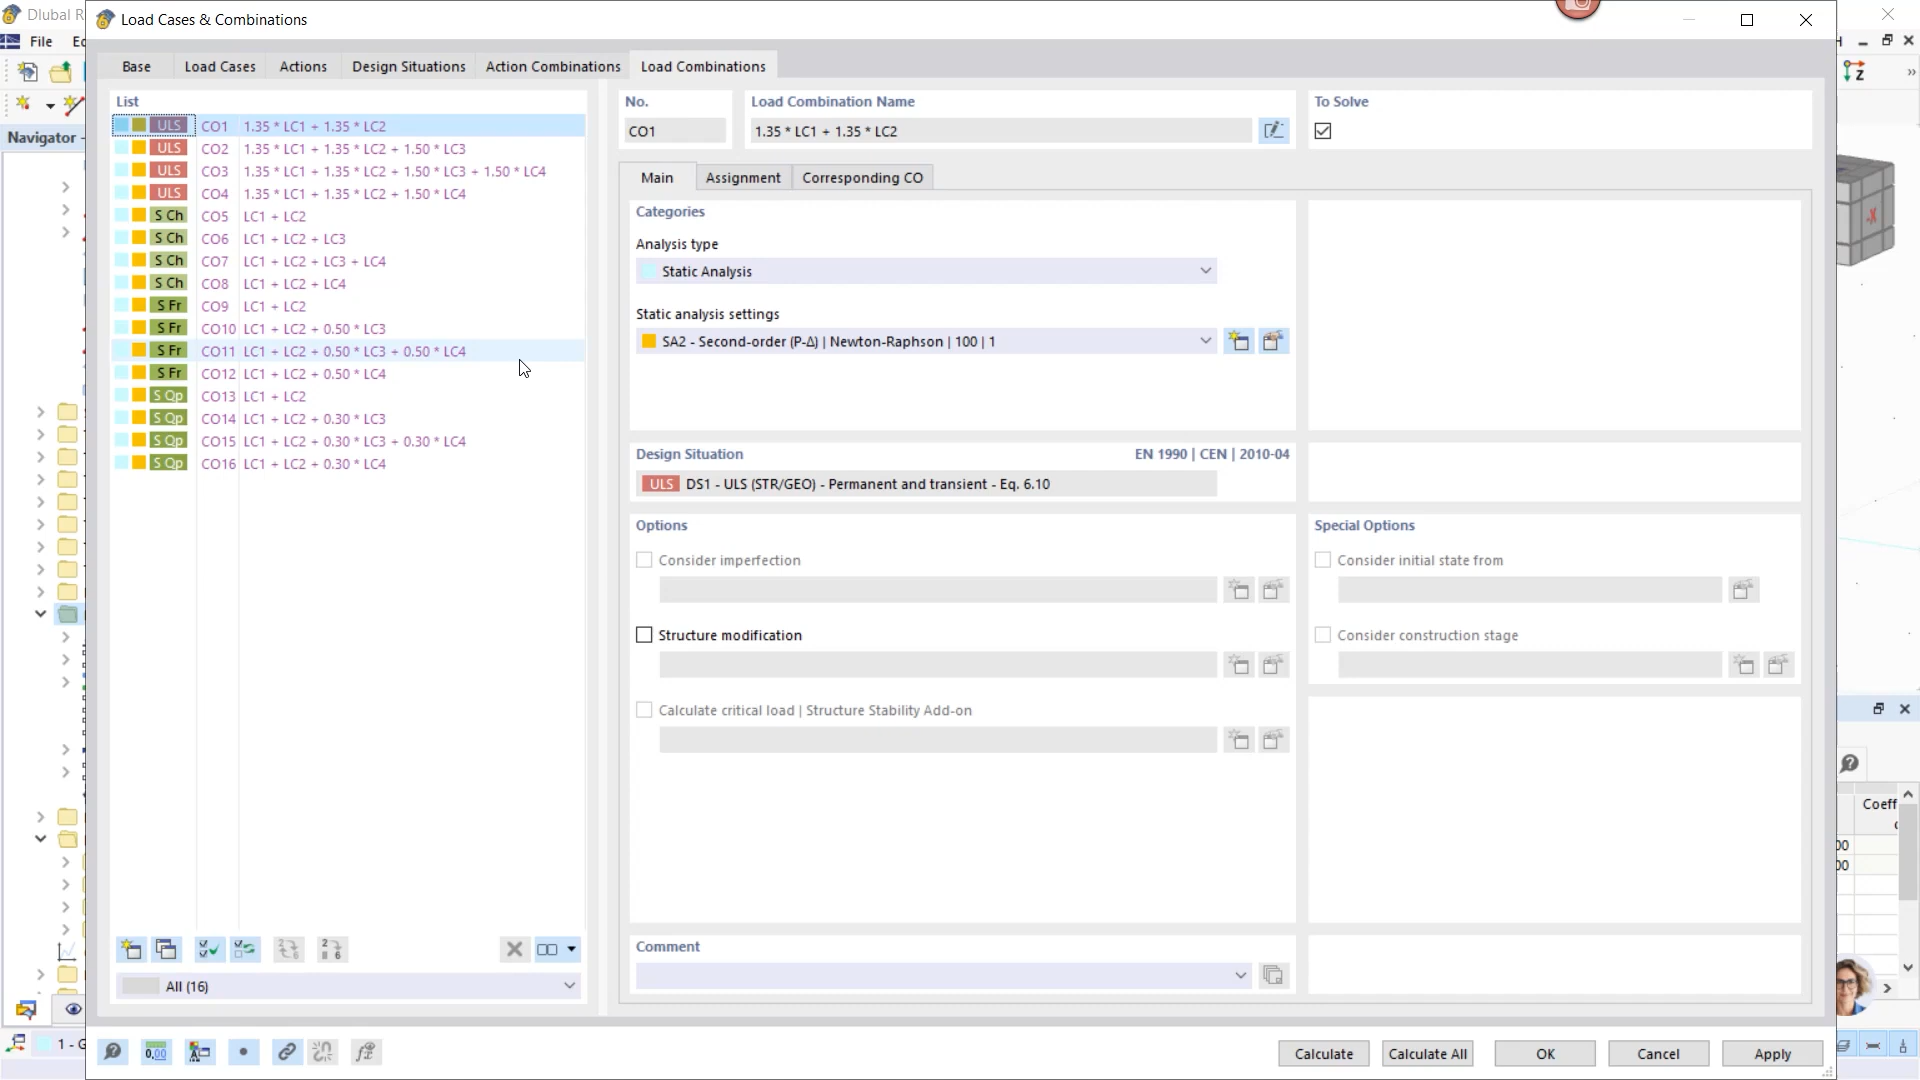 Dlubal R
Load Cases & Combinations
File
Base
Load Cases
Actions
Design Situations
Action Combinations
Load Combinations
Z
Navigator -
List
ULS CO1 1.35 * LC1 + 1.35 * LC2
ULS CO2 1.35 * LC1 + 1.35 * LC2 + 1.50 * LC3
ULS CO3 1.35 * LC1 + 1.35 * LC2 + 1.50 * LC3 + 1.50 * LC4
ULS CO4 1.35 * LC1 + 1.35 * LC2 + 1.50 * LC4
S Ch CO5 LC1 + LC2
S Ch CO6 LC1 + LC2 + LC3
S Ch CO7 LC1 + LC2 + LC3 + LC4
S Ch CO8 LC1 + LC2 + LC4
S Fr CO9 LC1 + LC2
S Fr CO10 LC1 + LC2 + 0.50 * LC3
S Fr CO11 LC1 + LC2 + 0.50 * LC3 + 0.50 * LC4
S Fr CO12 LC1 + LC2 + 0.50 * LC4
S Qp CO13 LC1 + LC2
S Qp CO14 LC1 + LC2 + 0.30 * LC3
S Qp CO15 LC1 + LC2 + 0.30 * LC3 + 0.30 * LC4
S Qp CO16 LC1 + LC2 + 0.30 * LC4
All (16)
No.
CO1
Load Combination Name
1.35 * LC1 + 1.35 * LC2
To Solve
Main
Assignment
Corresponding CO
Categories
Analysis type
Static Analysis
Static analysis settings
SA2 - Second-order (P-Δ) | Newton-Raphson | 100 | 1
Design Situation
EN 1990 | CEN | 2010-04
ULS DS1 - ULS (STR/GEO) - Permanent and transient - Eq. 6.10
Options
Consider imperfection
Structure modification
Calculate critical load | Structure Stability Add-on
Special Options
Consider initial state from
Consider construction stage
Comment
-X
Coeff
00
00
1 - G
0,00
Calculate
Calculate All
OK
Cancel
Apply